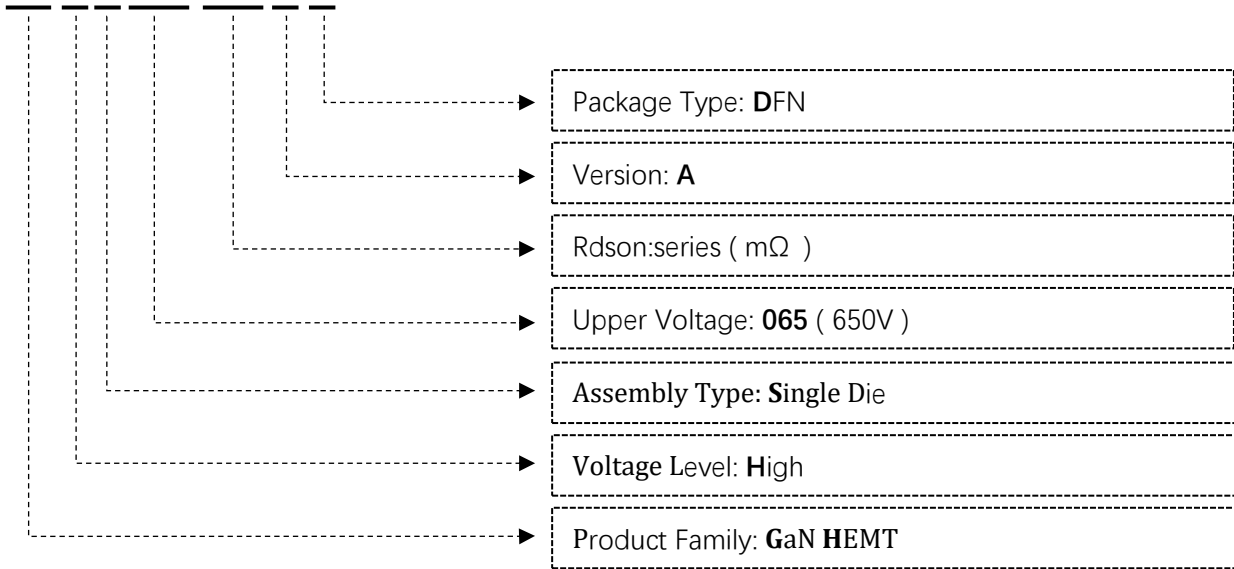 Package Type: DFN
Version: A
Rdson:series ( mΩ )
Upper Voltage: 065 ( 650V )
Assembly Type: Single Die
Voltage Level: High
Product Family: GaN HEMT